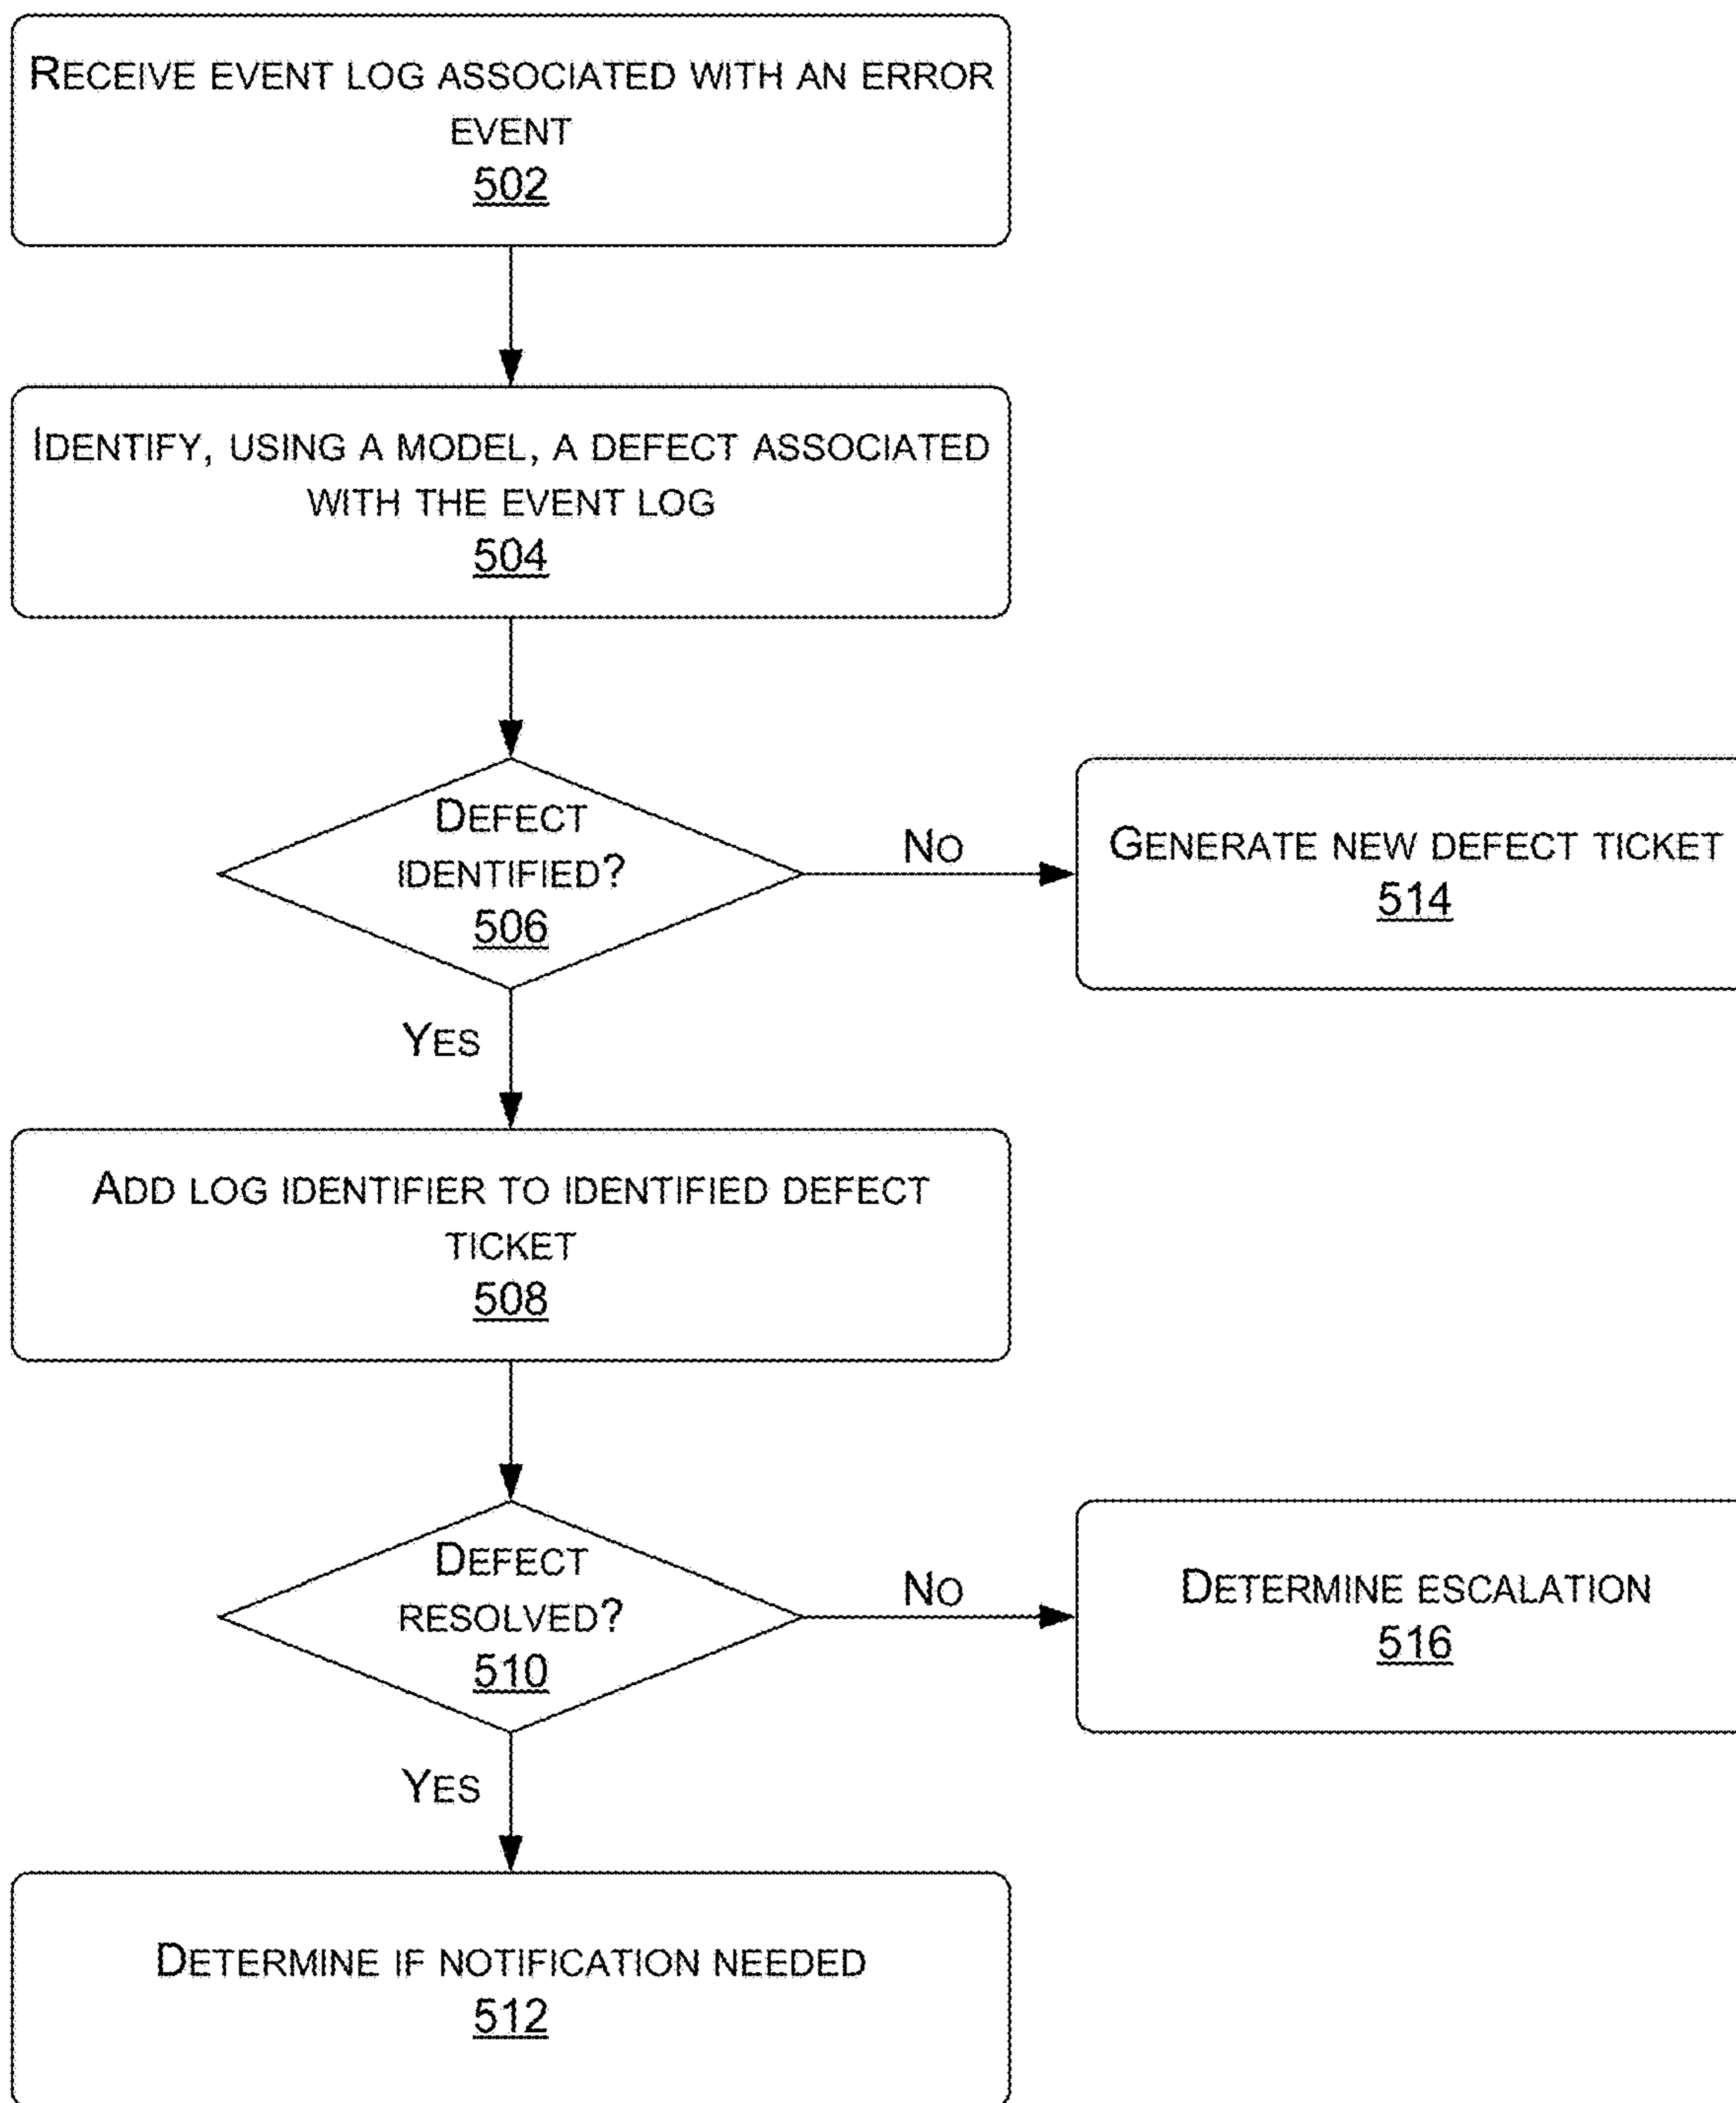 RECEIVE EVENT LOG ASSOCIATED WITH AN ERROR
EVENT
502
IDENTIFY, USING A MODEL, A DEFECT ASSOCIATED
WITH THE EVENT LOG
504
DEFECT
IDENTIFIED?
506
NO
GENERATE NEW DEFECT TICKET
514
YES
ADD LOG IDENTIFIER TO IDENTIFIED DEFECT
TICKET
508
DEFECT
RESOLVED?
510
NO
DETERMINE ESCALATION
516
YES
DETERMINE IF NOTIFICATION NEEDED
512